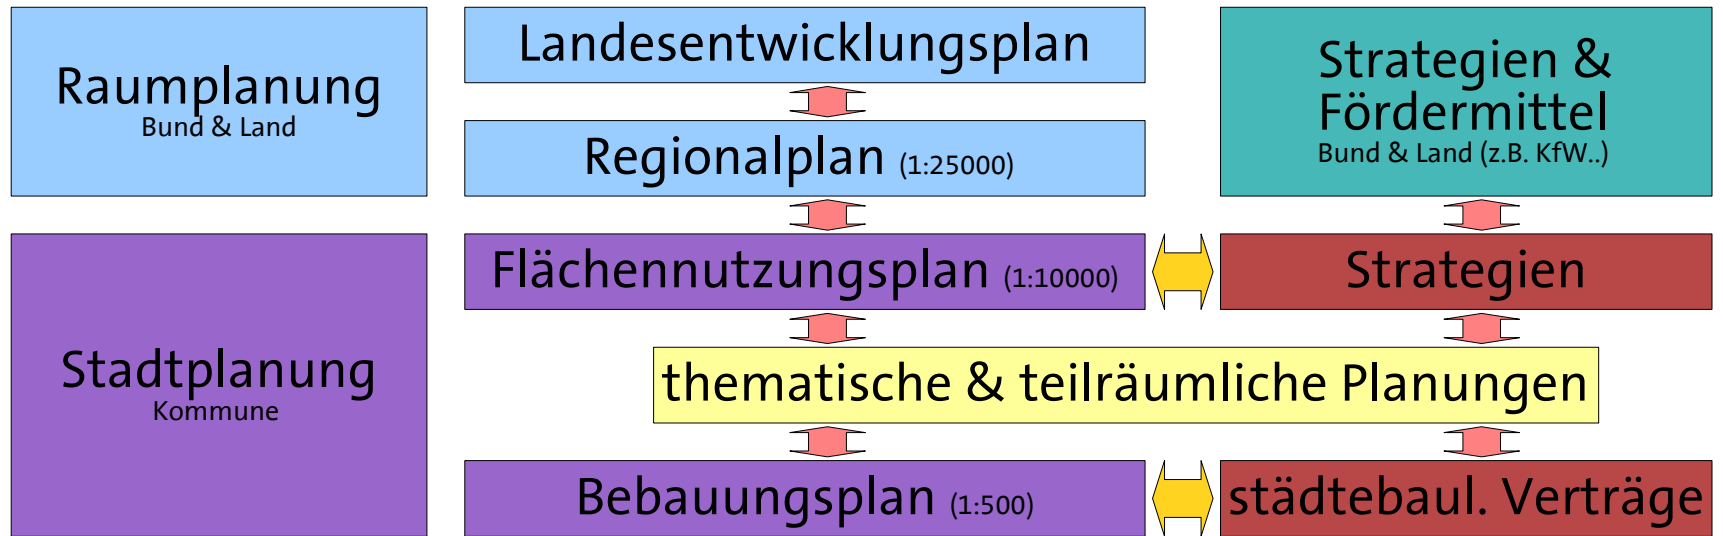 Raumplanung
Bund & Land
Landesentwicklungsplan
Regionalplan (1:25000)
Strategien &
Fördermittel
Bund & Land (z.B. KfW..)
Stadtplanung
Kommune
Flächennutzungsplan (1:10000)
Strategien
thematische & teilräumliche Planungen
Bebauungsplan (1:500)
städtebaul. Verträge